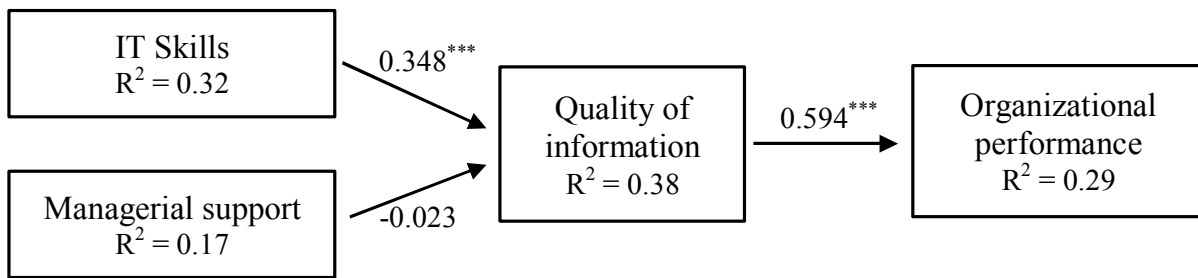 IT Skills
R² = 0.32
0.348***
Managerial support
R² = 0.17
-0.023
Quality of
information
R² = 0.38
0.594***
Organizational
performance
R² = 0.29